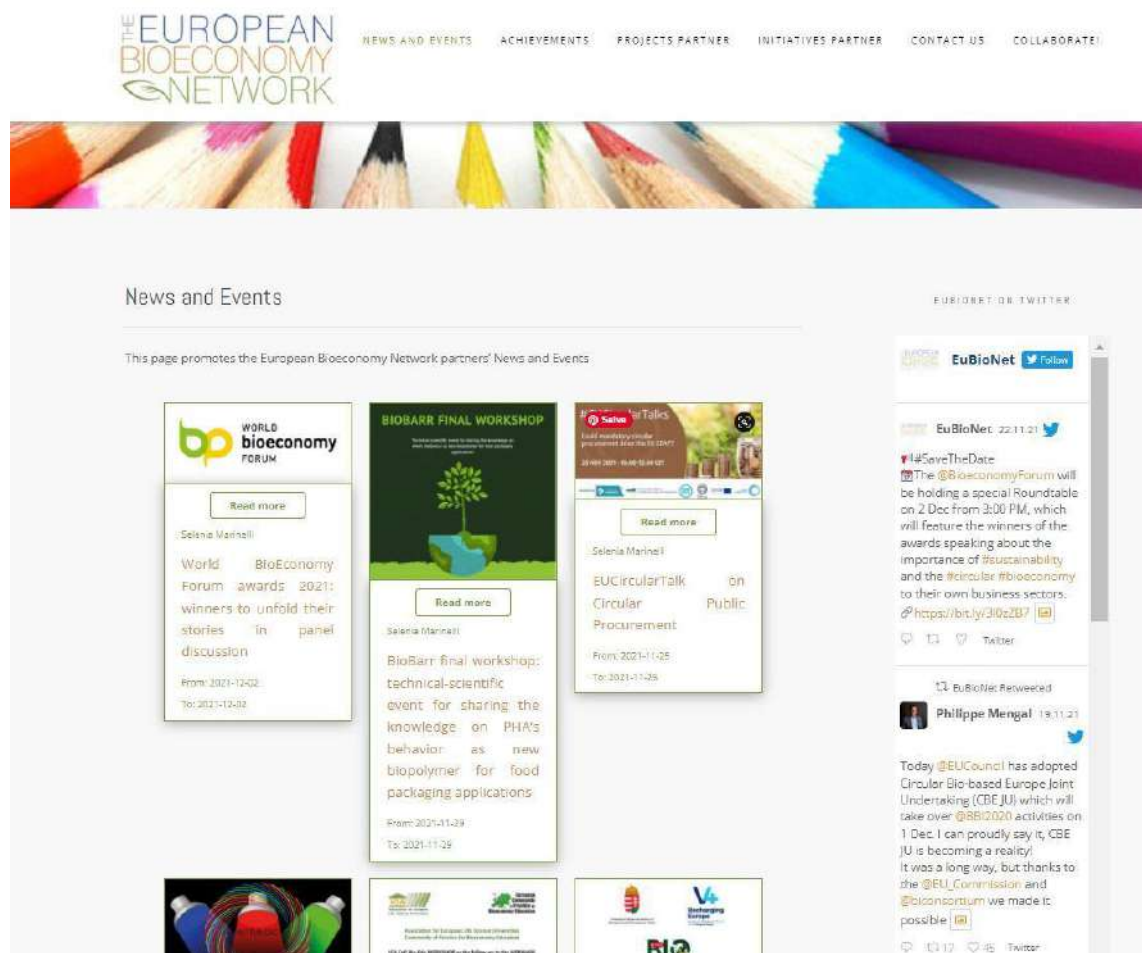 THE EUROPEAN
BIOECONOMY
NETWORK
NEWS AND EVENTS ACHIEVEMENTS PROJECTS PARTNER INITIATIVES PARTNER CONTACT US COLLABORATE!
News and Events
This page promotes the European Bioeconomy Network partners' News and Events
WORLD
bioeconomy
FORUM
Read more
Selenia Marinelli
World BioEconomy
Forum awards 2021:
winners to unfold their
stories in panel
discussion
From: 2021-12-02
To: 2021-12-02
BIOBARR FINAL WORKSHOP
Read more
Selenia Marinelli
BioBarr final workshop:
technical-scientific
event for sharing the
knowledge on PHA's
behavior as new
biopolymer for food
packaging applications
From: 2021-11-29
To: 2021-11-29
Salva
Talks
Read more
Selenia Marinelli
EUCircularTalk on
Circular Public
Procurement
From: 2021-11-25
To: 2021-11-25
V4
EUBIONET ON TWITTER
EuBioNet Follow
EuBioNet 22.11.21
#SaveTheDate
The @BioeconomyForum will
be holding a special Roundtable
on 2 Dec from 3:00 PM, which
will feature the winners of the
awards speaking about the
importance of #sustainability
and the #circular #bioeconomy
to their own business sectors.
Twitter
EuBioNet Retweeted
Philippe Mengal 19.11.21
Today @EUCouncil has adopted
Circular Bio-based Europe Joint
Undertaking (CBE JU) which will
take over @BBI2020 activities on
1 Dec. I can proudly say it, CBE
JU is becoming a reality!
It was a long way, but thanks to
the @EU_Commission and
@biconsortium we made it
possible
17 45 Twitter